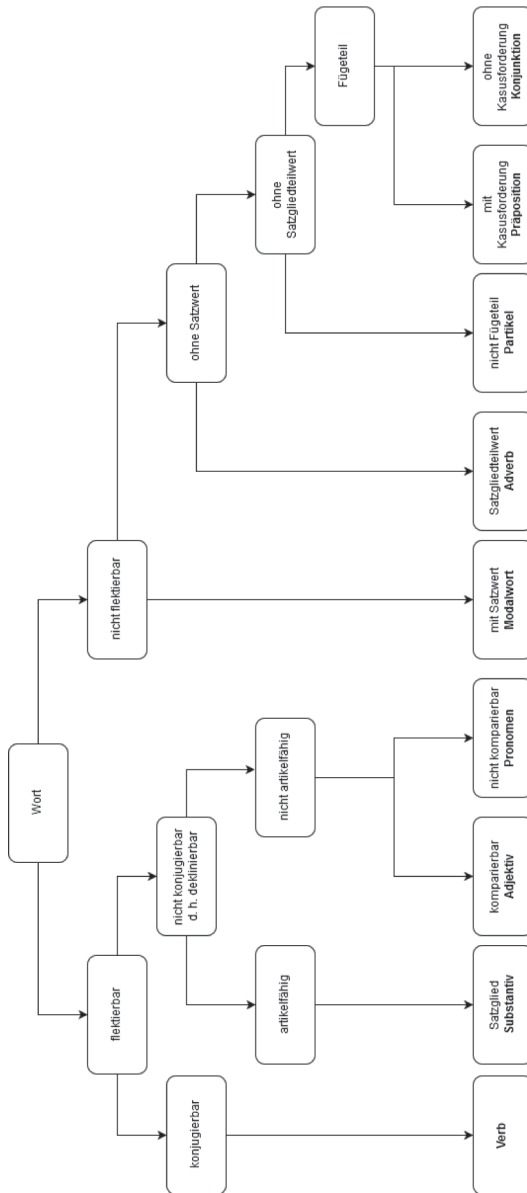 Wort
flektierbar
nicht flektierbar
konjugierbar
nicht konjugierbar
d. h. deklinierbar
ohne Satzwert
artikelfähig
nicht artikelfähig
ohne
Satzgliedteilwert
Fügeteil
Verb
Satzglied
Substantiv
komparierbar
Adjektiv
nicht komparierbar
Pronomen
mit Satzwert
Modalwort
Satzgliedteilwert
Adverb
nicht Fügeteil
Partikel
mit
Kasusforderung
Präposition
ohne
Kasusforderung
Konjunktion